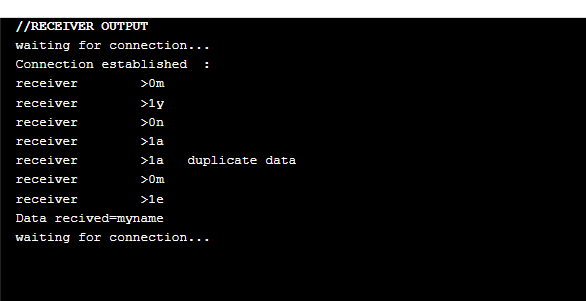 //RECEIVER OUTPUT
waiting for connection...
Connection established  :
receiver        >0m
receiver        >1y
receiver        >0n
receiver        >1a
receiver        >1a   duplicate data
receiver        >0m
receiver        >1e
Data recived=myname
waiting for connection...